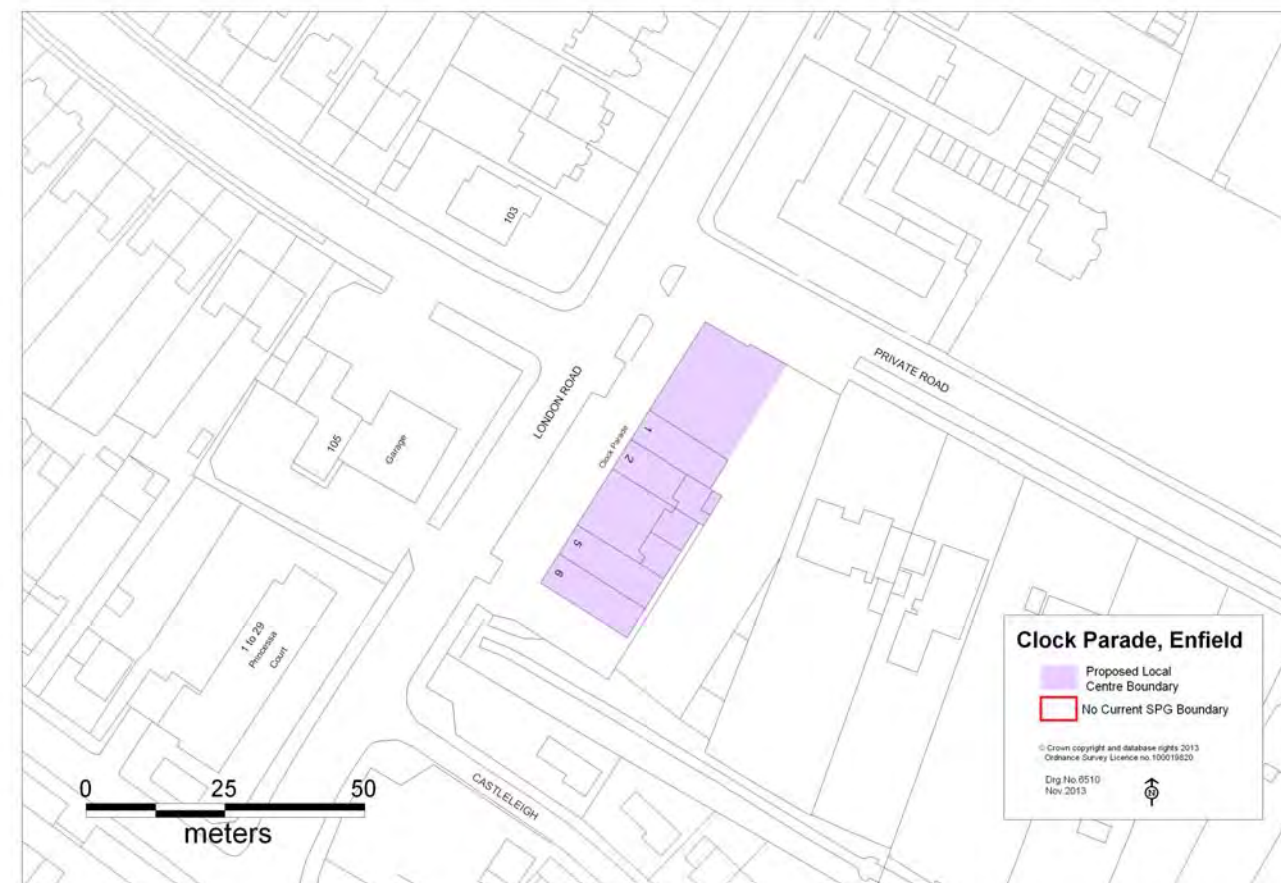 103
PRIVATE ROAD
LONDON ROAD
Clock Parade
1
2
5
6
105
Garage
1 to 29
Princessa
Court
CASTLELEIGH
0 25 50
meters
Clock Parade, Enfield
Proposed Local
Centre Boundary
No Current SPG Boundary
© Crown copyright and database rights 2013
Ordnance Survey Licence no.100019820
Drg.No.6510
Nov.2013
N